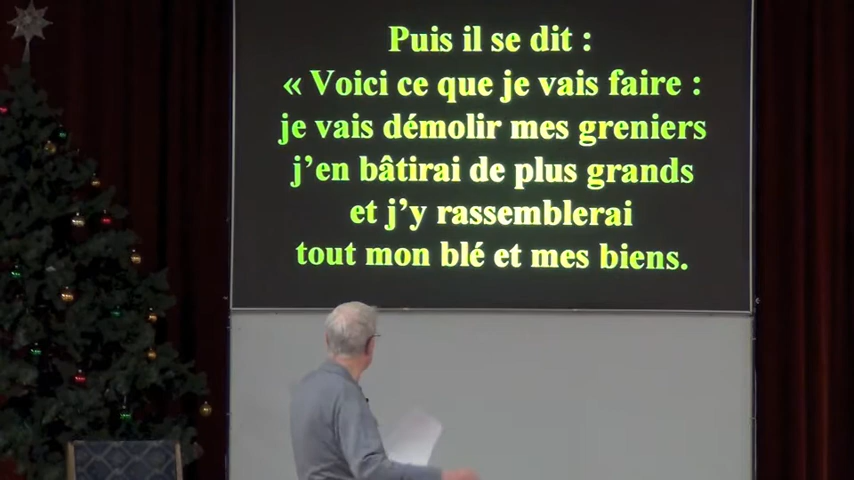 Puis il se dit :
« Voici ce que je vais faire :
je vais démolir mes greniers
j’en bâtirai de plus grands
et j’y rassemblerai
tout mon blé et mes biens.